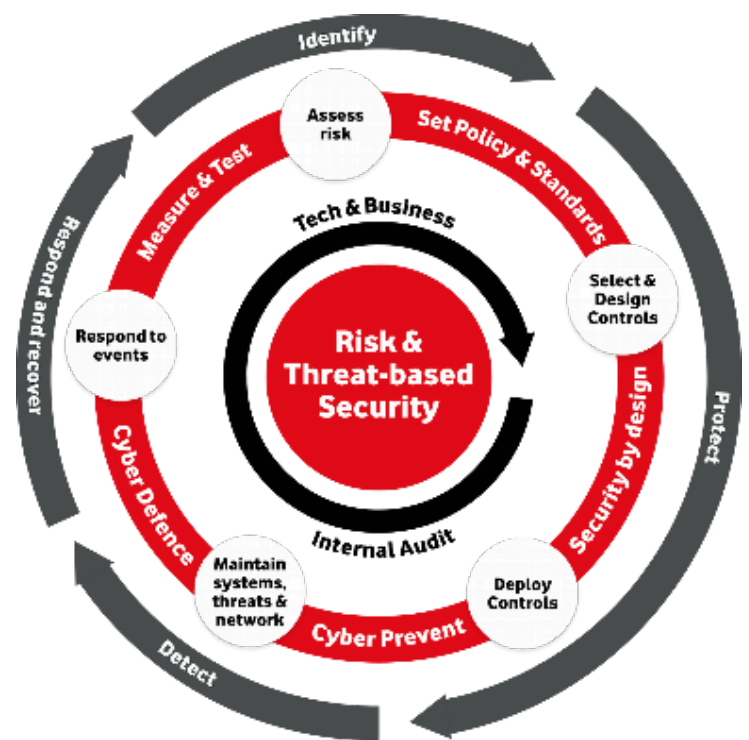 Identify
Assess
risk
Set Policy & Standards
Measure & Test
Tech & Business
Select &
Design
Controls
Respond and recover
Respond to
events
Risk &
Threat-based
Security
Protect
Security by design
Cyber Defence
Internal Audit
Maintain
systems,
threats &
network
Deploy
Controls
Cyber Prevent
Detect